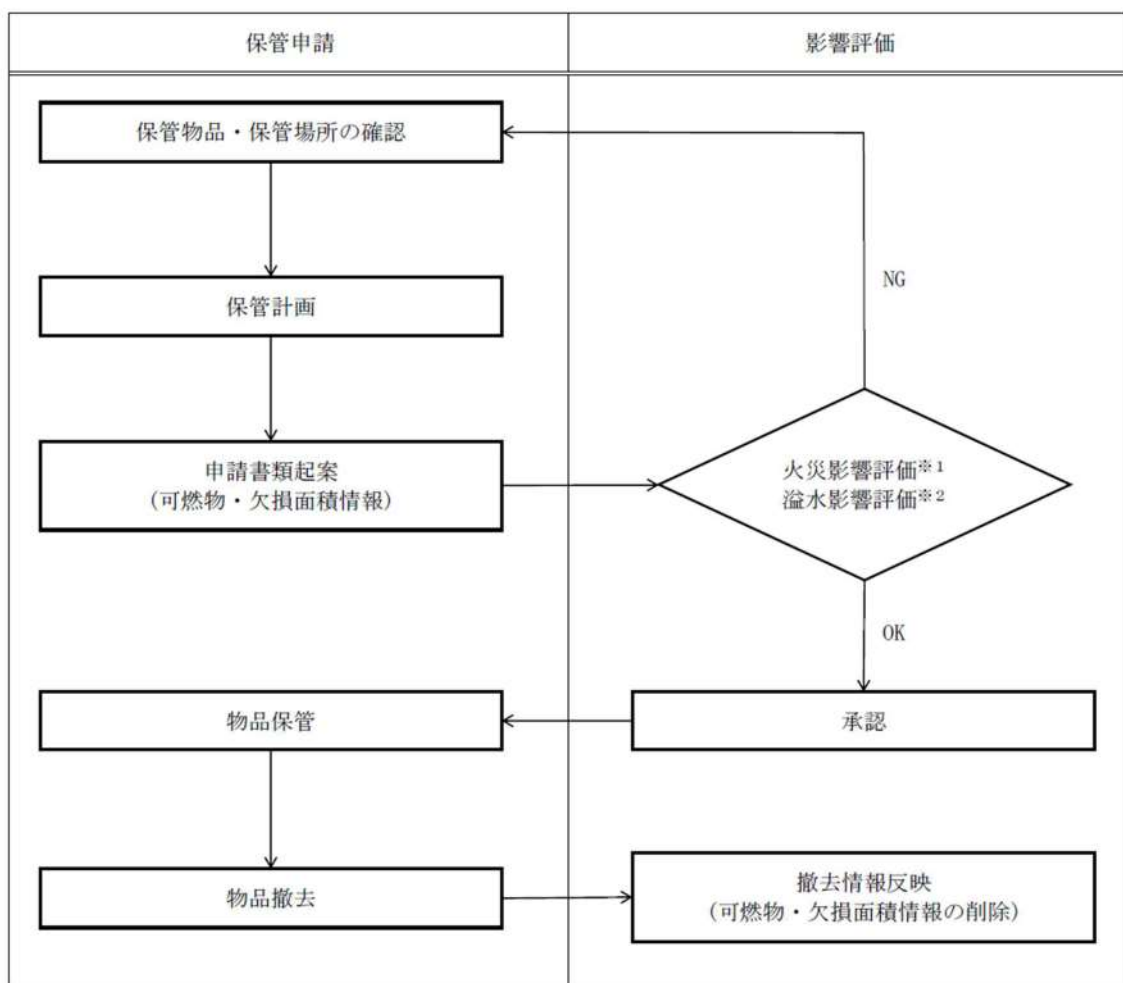 保管申請
影響評価
保管物品・保管場所の確認
保管計画
NG
申請書類起案
(可燃物・欠損面積情報)
火災影響評価※1
溢水影響評価※2
OK
物品保管
承認
物品撤去
撤去情報反映
(可燃物・欠損面積情報の削除)